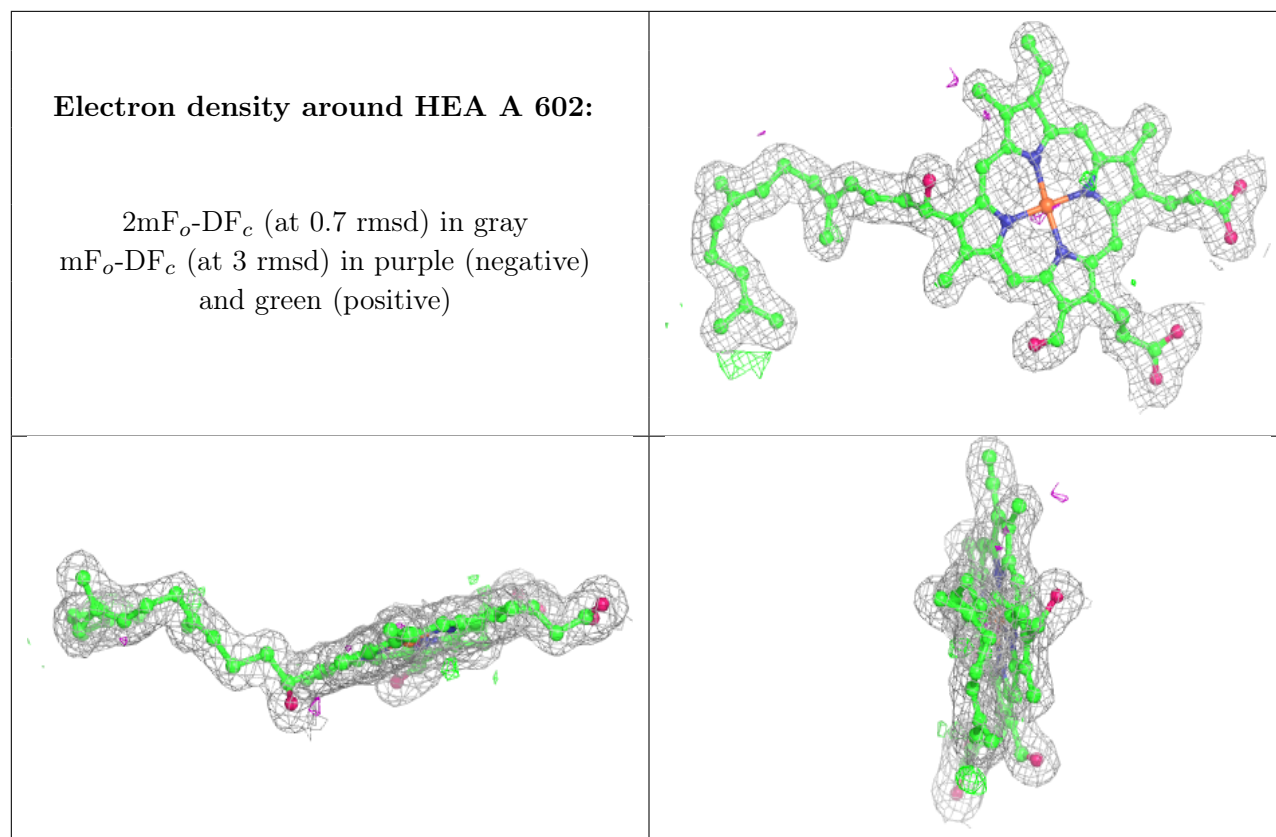 Electron density around HEA A 602:
2mFo-DFc (at 0.7 rmsd) in gray
mFo-DFc (at 3 rmsd) in purple (negative)
and green (positive)